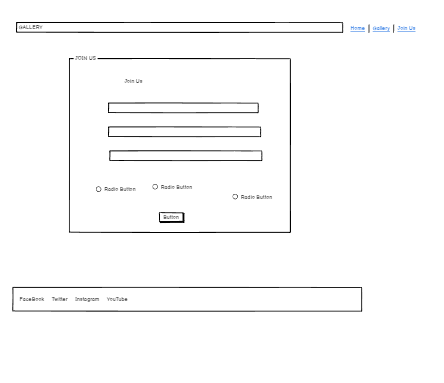 GALLERY
Home | Gallery | Join Us
JOIN US
Join Us
Radio Button
Radio Button
Radio Button
Button
FaceBook Twitter Instagram YouTube